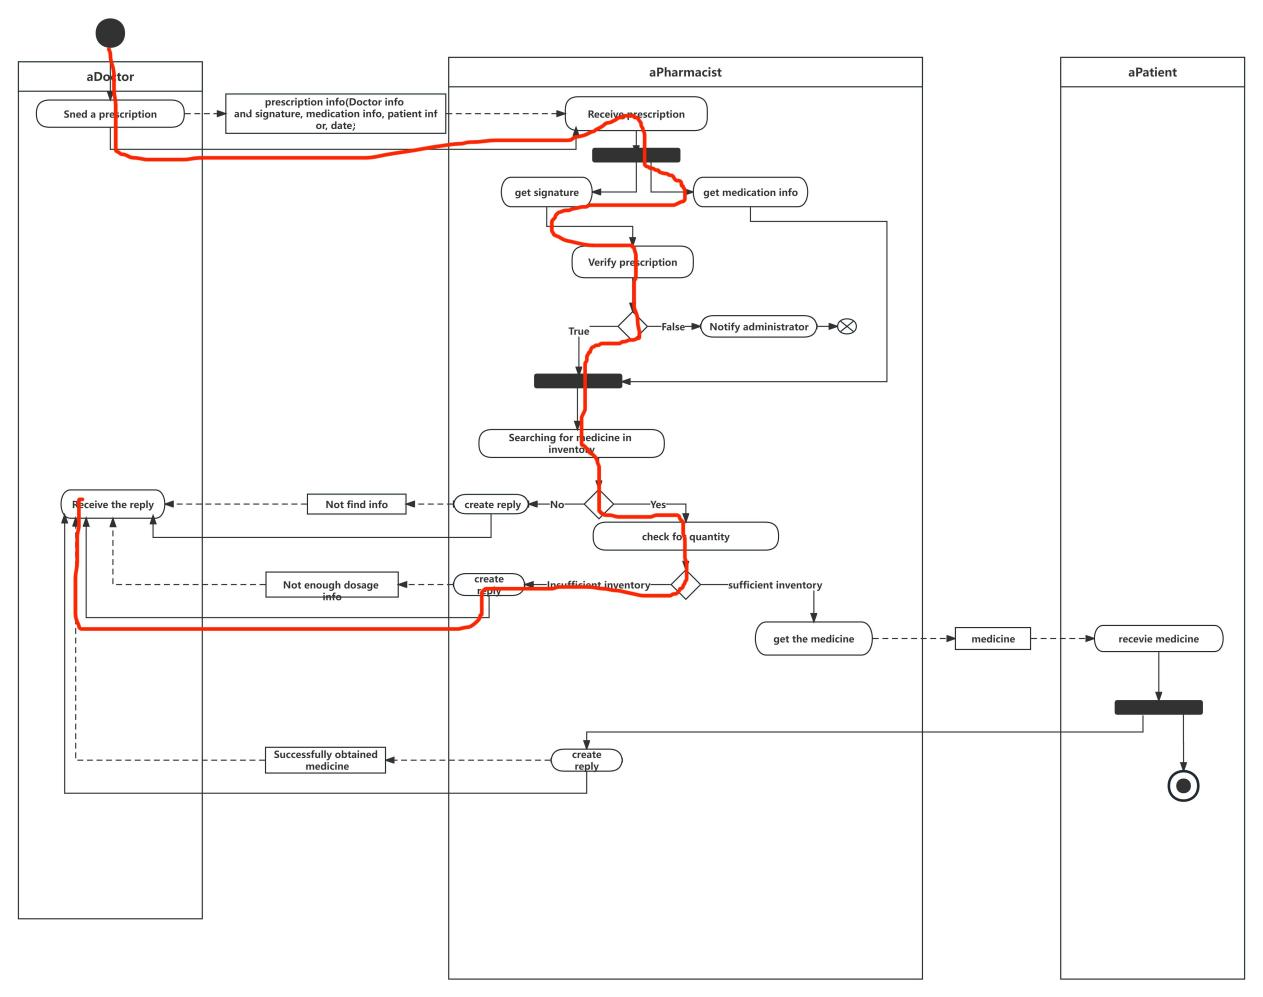 aDoctor
aPharmacist
aPatient
Sned a prescription
prescription info(Doctor info
and signature, medication info, patient inf
or, date;
Receive prescription
get signature
get medication info
Verify prescription
True
False
Notify administrator
Searching for medicine in
inventory
Receive the reply
Not find info
create reply
No
Yes
check for quantity
Not enough dosage
info
create
reply
Insufficient inventory
sufficient inventory
get the medicine
medicine
recevie medicine
Successfully obtained
medicine
create
reply